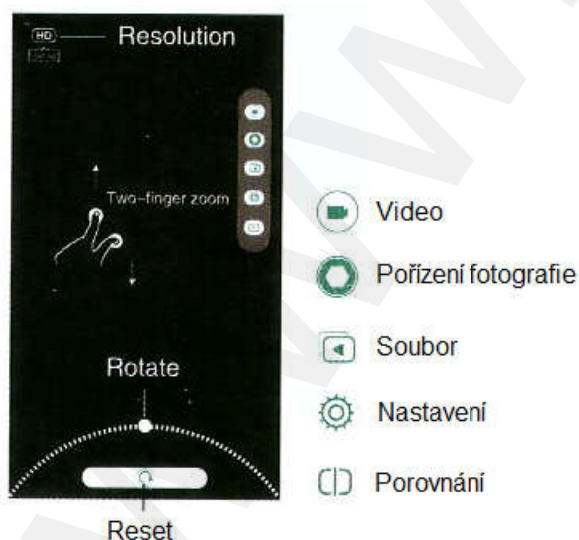 HD
Resolution
Two-finger zoom
Rotate
Reset
Video
Pořízení fotografie
Soubor
Nastavení
Porovnání